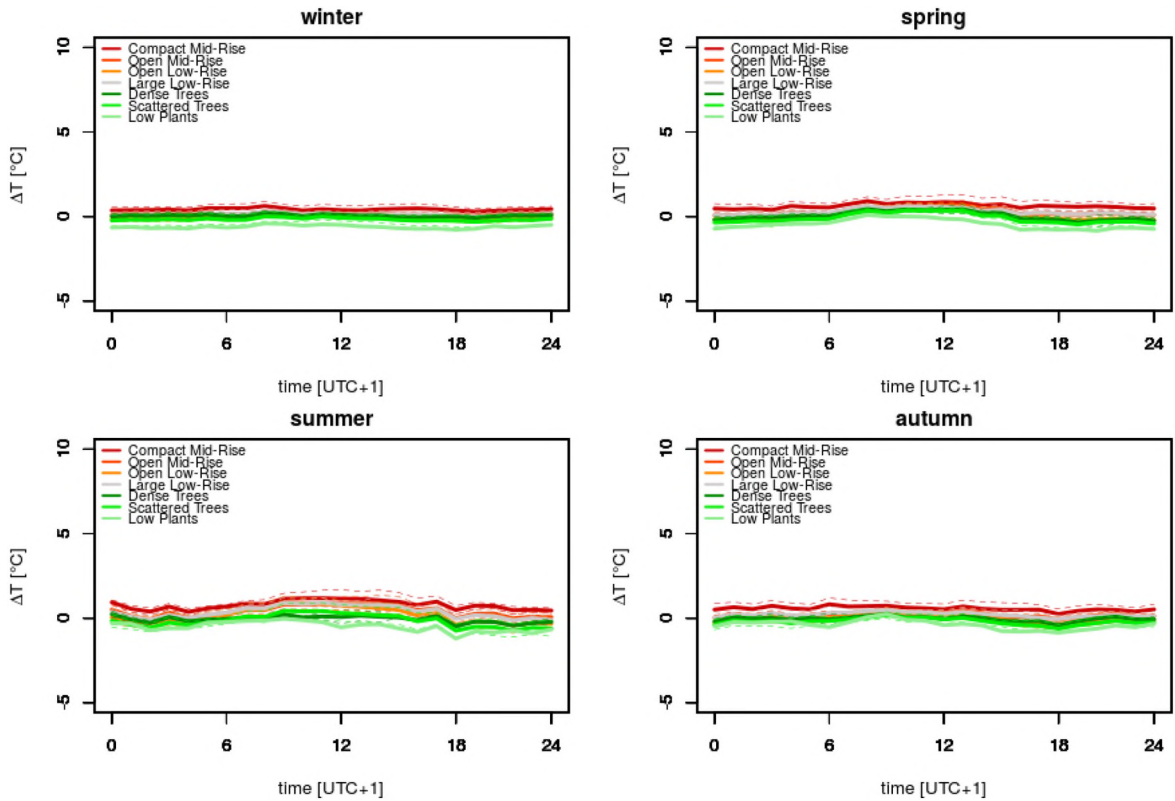 winter
10
5
0
-5
ΔT [°C]
Compact Mid-Rise
Open Mid-Rise
Open Low-Rise
Large Low-Rise
Dense Trees
Scattered Trees
Low Plants
0 6 12 18 24
time [UTC+1]
spring
10
5
0
-5
ΔT [°C]
Compact Mid-Rise
Open Mid-Rise
Open Low-Rise
Large Low-Rise
Dense Trees
Scattered Trees
Low Plants
0 6 12 18 24
time [UTC+1]
summer
10
5
0
-5
ΔT [°C]
Compact Mid-Rise
Open Mid-Rise
Open Low-Rise
Large Low-Rise
Dense Trees
Scattered Trees
Low Plants
0 6 12 18 24
time [UTC+1]
autumn
10
5
0
-5
ΔT [°C]
Compact Mid-Rise
Open Mid-Rise
Open Low-Rise
Large Low-Rise
Dense Trees
Scattered Trees
Low Plants
0 6 12 18 24
time [UTC+1]